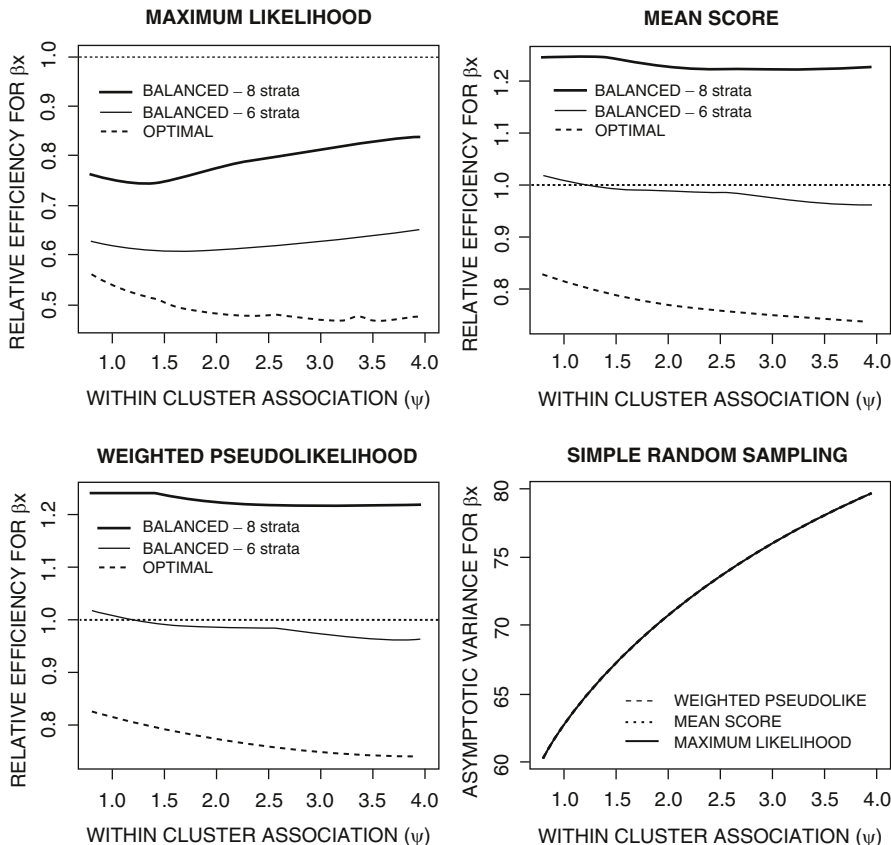 MAXIMUM LIKELIHOOD
RELATIVE EFFICIENCY FOR βx
1.0
0.9
0.8
0.7
0.6
0.5
BALANCED – 8 strata
BALANCED – 6 strata
OPTIMAL
1.0 1.5 2.0 2.5 3.0 3.5 4.0
WITHIN CLUSTER ASSOCIATION (ψ)
MEAN SCORE
RELATIVE EFFICIENCY FOR βx
1.2
1.1
1.0
0.9
0.8
BALANCED – 8 strata
BALANCED – 6 strata
OPTIMAL
1.0 1.5 2.0 2.5 3.0 3.5 4.0
WITHIN CLUSTER ASSOCIATION (ψ)
WEIGHTED PSEUDOLIKELIHOOD
RELATIVE EFFICIENCY FOR βx
1.2
1.1
1.0
0.9
0.8
BALANCED – 8 strata
BALANCED – 6 strata
OPTIMAL
1.0 1.5 2.0 2.5 3.0 3.5 4.0
WITHIN CLUSTER ASSOCIATION (ψ)
SIMPLE RANDOM SAMPLING
ASYMPTOTIC VARIANCE FOR βx
80
75
70
65
60
WEIGHTED PSEUDOLIKE
MEAN SCORE
MAXIMUM LIKELIHOOD
1.0 1.5 2.0 2.5 3.0 3.5 4.0
WITHIN CLUSTER ASSOCIATION (ψ)